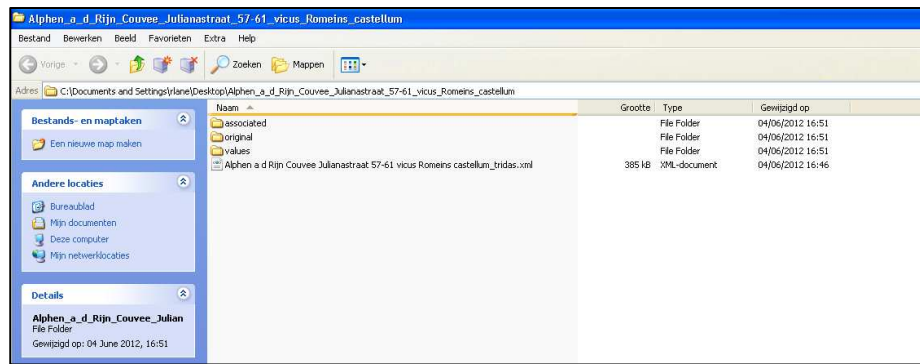 Alphen_a_d_Rijn_Couvee_Julianastraat_57-61_vicus_Romeins_castellum
Bestand Bewerken Beeld Favorieten Extra Help
Vorige Zoeken Mappen
Adres C:\Documents and Settings\rlane\Desktop\Alphen_a_d_Rijn_Couvee_Julianastraat_57-61_vicus_Romeins_castellum
Bestands- en maptaken
Een nieuwe map maken
Andere locaties
Bureaublad
Mijn documenten
Deze computer
Mijn netwerklocaties
Details
Alphen_a_d_Rijn_Couvee_Julian
File Folder
Gewijzigd op: 04 June 2012, 16:51
Naam Grootte Type Gewijzigd op
associated File Folder 04/06/2012 16:51
original File Folder 04/06/2012 16:51
values File Folder 04/06/2012 16:51
Alphen a d Rijn Couvee Julianastraat 57-61 vicus Romeins castellum_tridas.xml 385 kB XML-document 04/06/2012 16:46